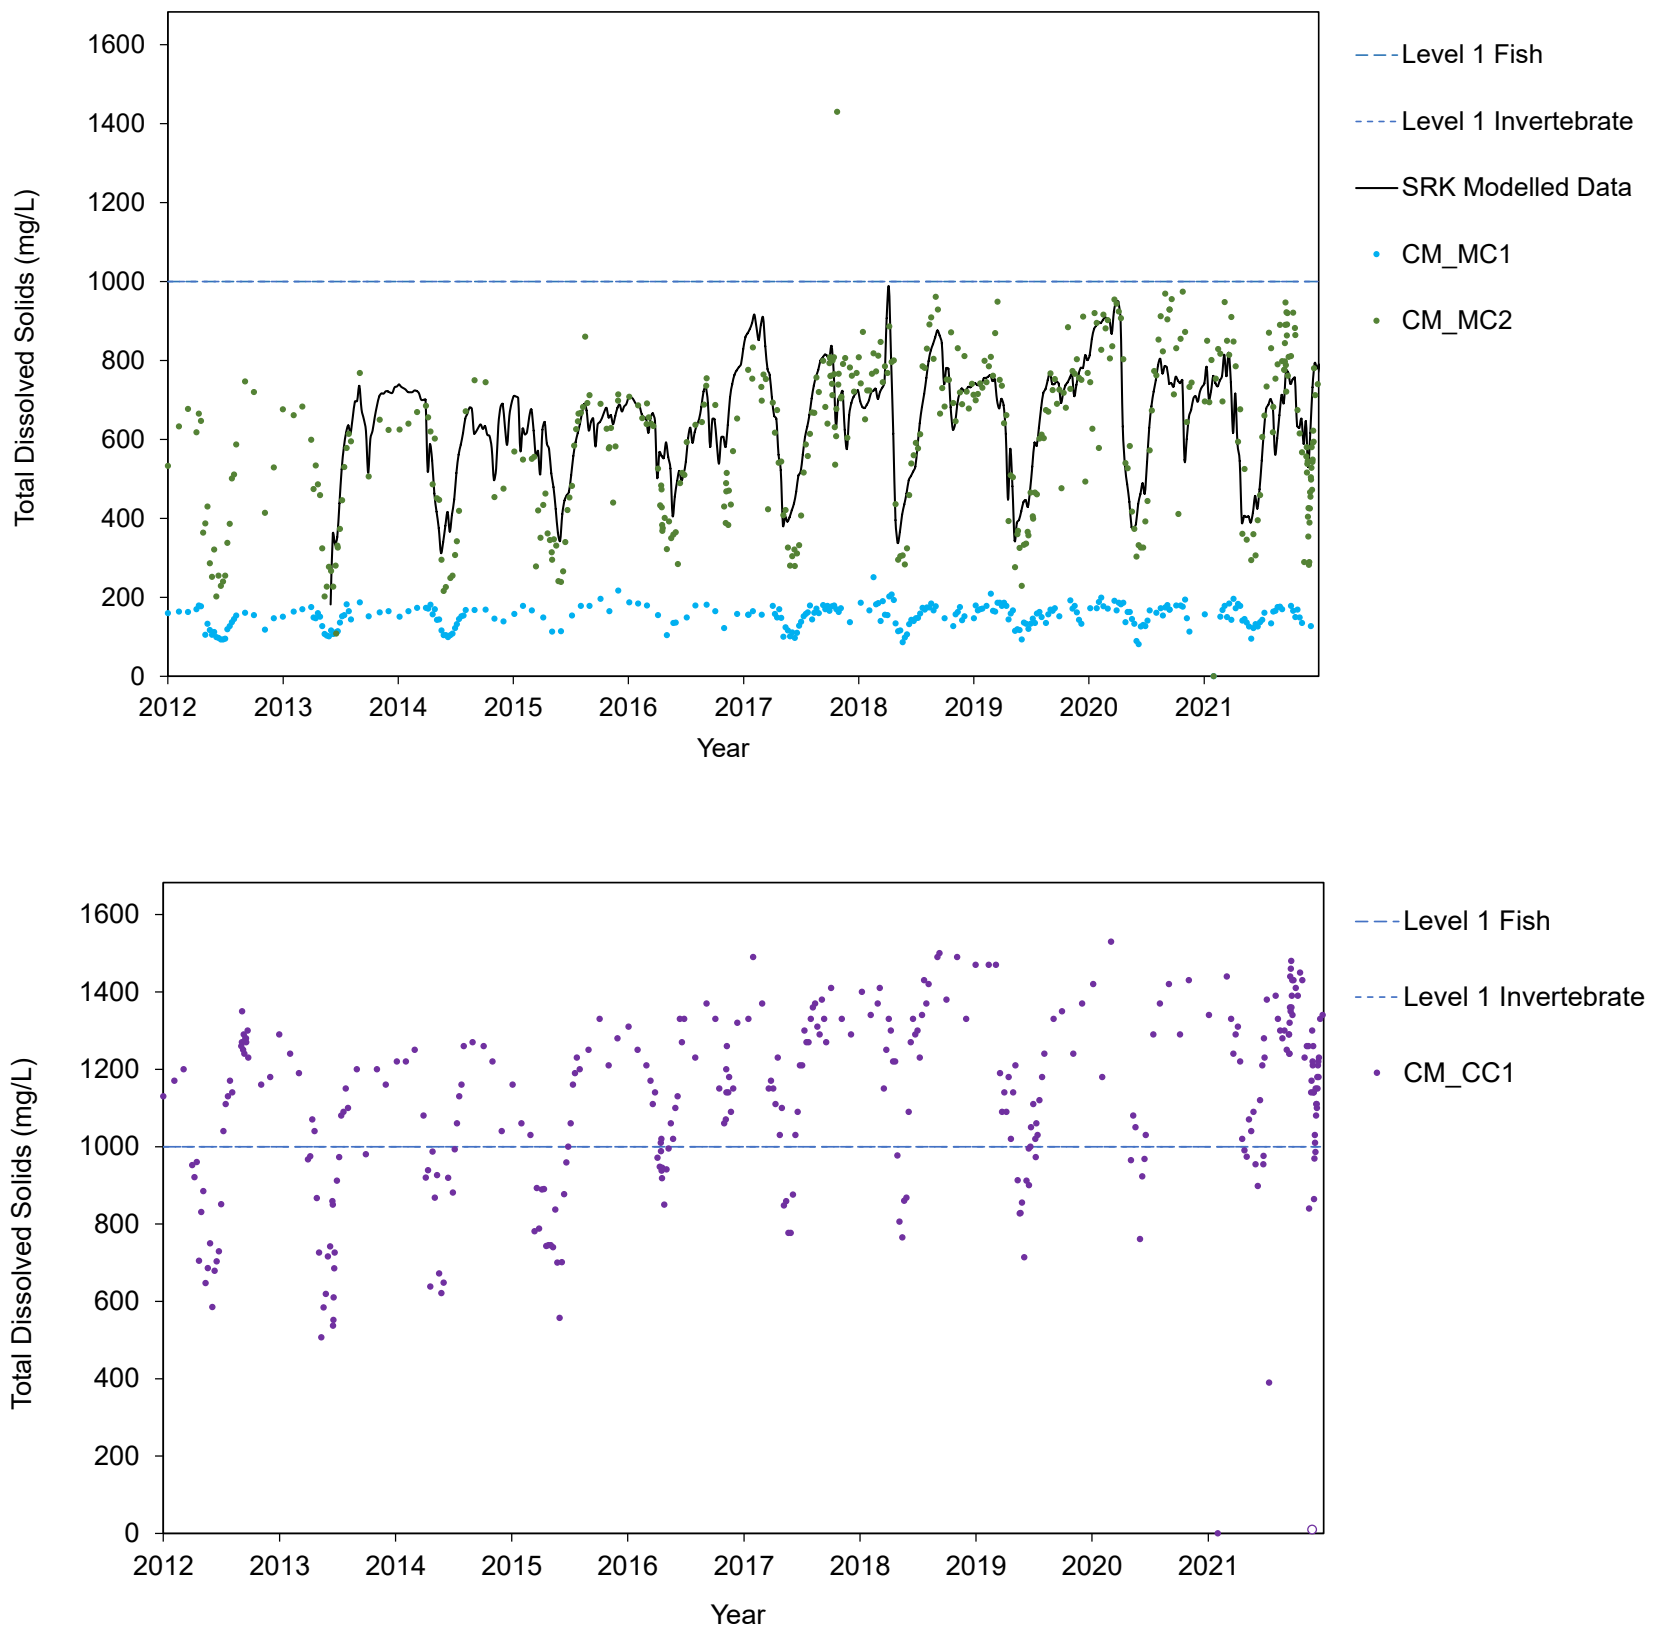 1600
1400
1200
1000
800
600
400
200
0
Total Dissolved Solids (mg/L)
2012 2013 2014 2015 2016 2017 2018 2019 2020 2021
Year
Level 1 Fish
Level 1 Invertebrate
SRK Modelled Data
CM_MC1
CM_MC2
1600
1400
1200
1000
800
600
400
200
0
Total Dissolved Solids (mg/L)
2012 2013 2014 2015 2016 2017 2018 2019 2020 2021
Year
Level 1 Fish
Level 1 Invertebrate
CM_CC1